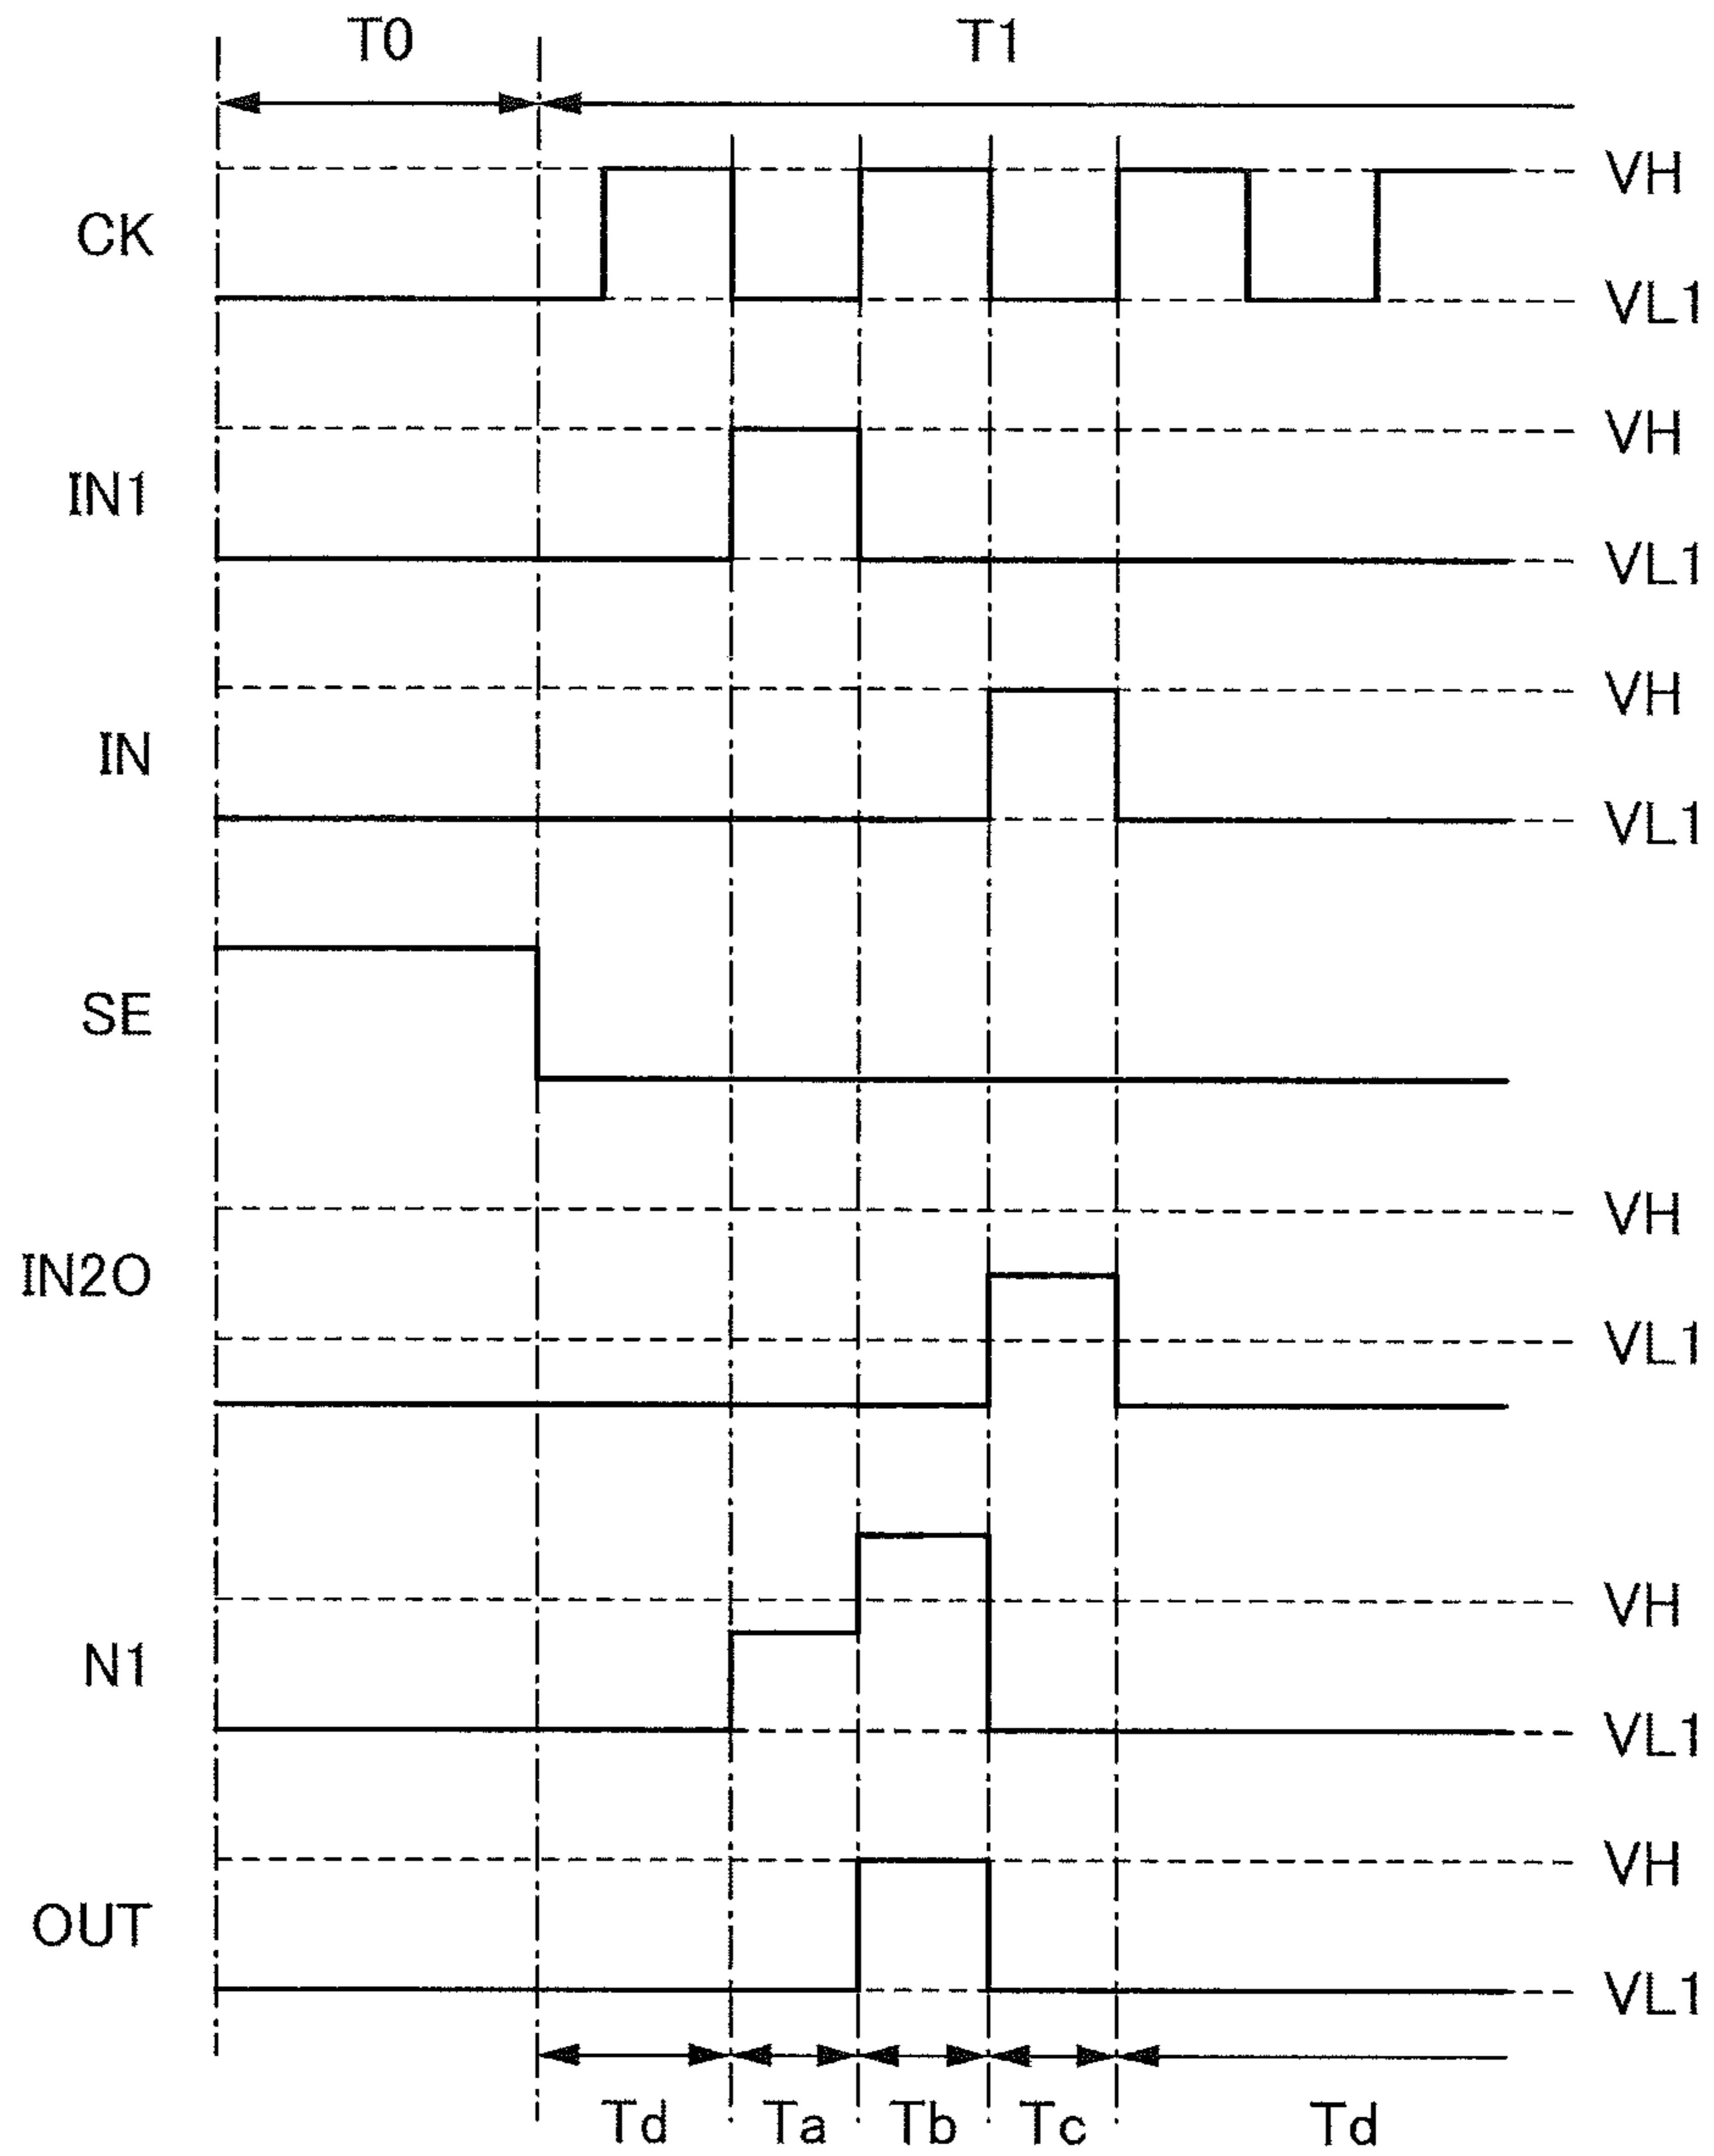 T0 T1
VH
CK
VL1
VH
IN1
VL1
VH
IN
VL1
SE
VH
IN2O
VL1
VH
N1
VL1
VH
OUT
VL1
Td Ta Tb Tc Td